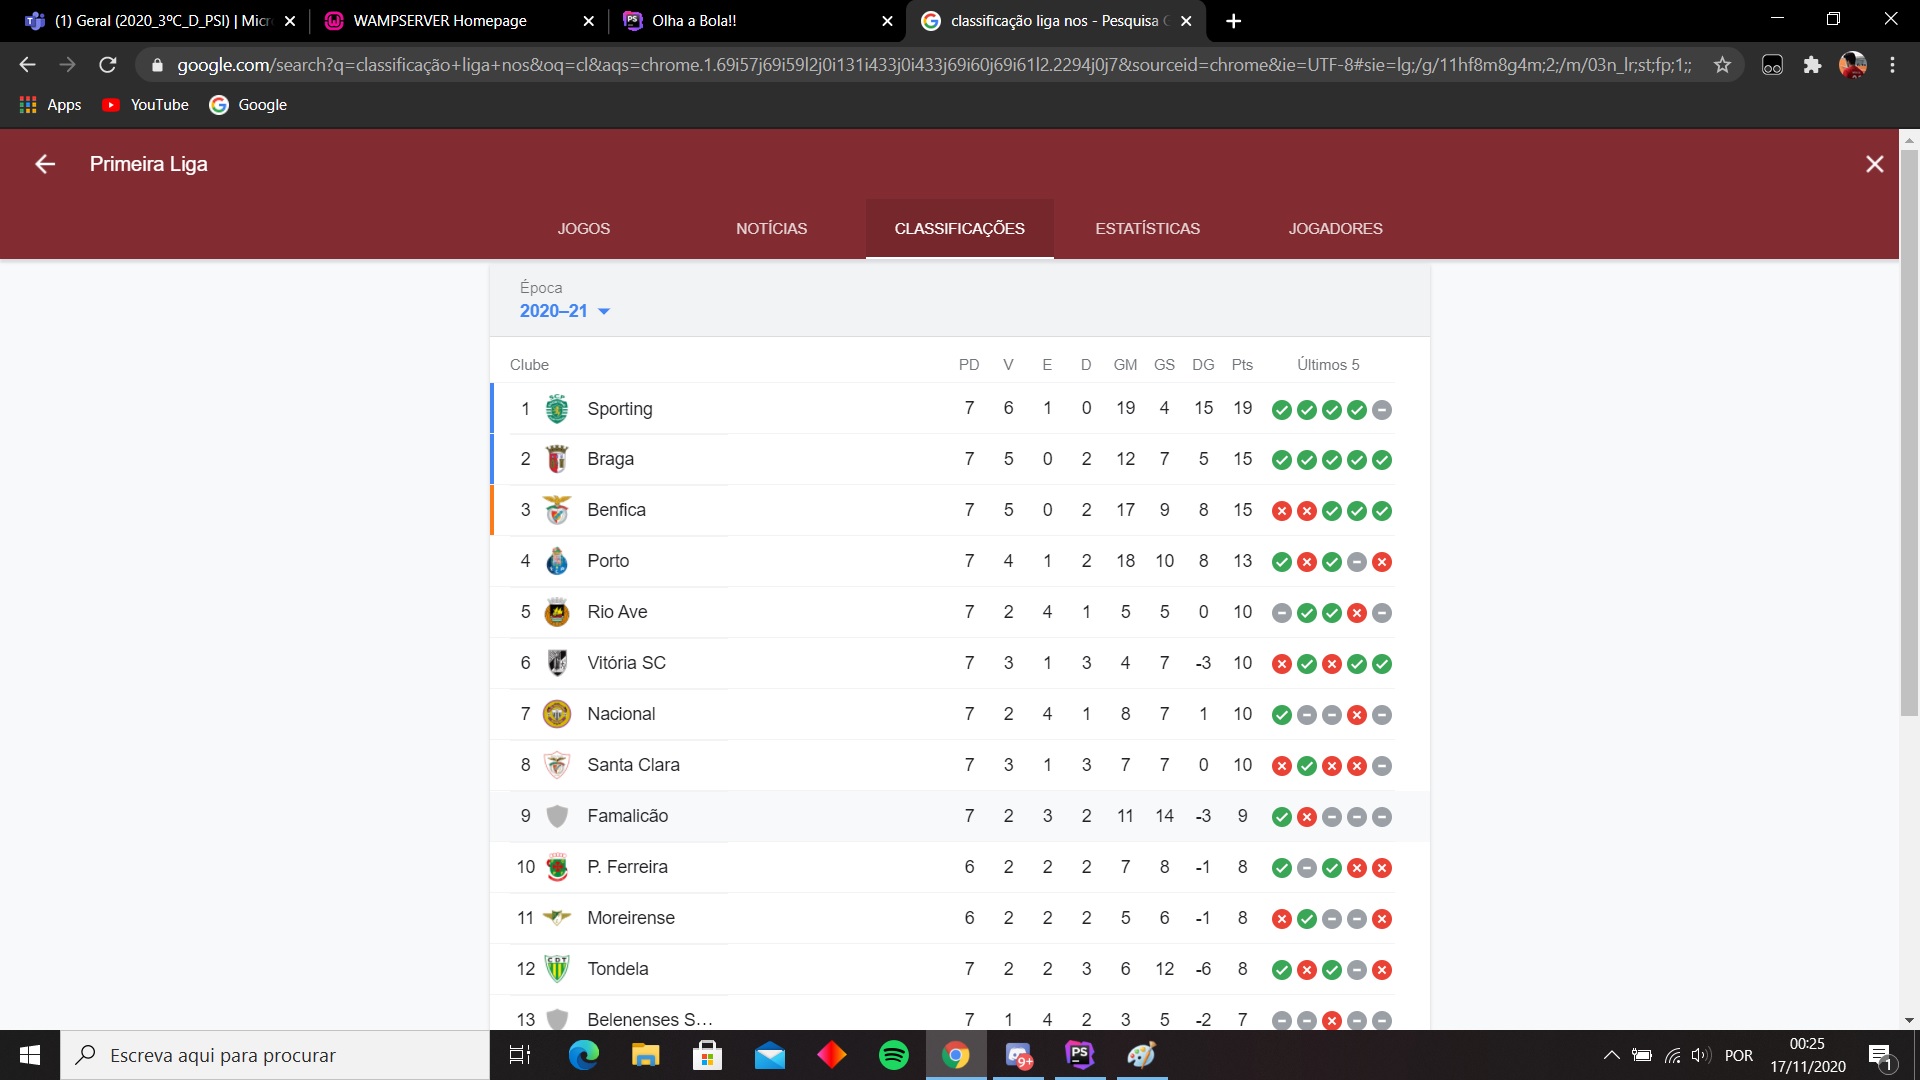 (1) Geral (2020_3ºC_D_PSI) | Micr
WAMPSERVER Homepage
Olha a Bola!!
classificação liga nos - Pesquisa G
google.com/search?q=classificação+liga+nos&oq=cl&aqs=chrome.1.69i57j69i59l2j0i131i433j0i433j69i60j69i61l2.2294j0j7&sourceid=chrome&ie=UTF-8#sie=lg;/g/11hf8m8g4m;2;/m/03n_lr;st;fp;1;;
Apps YouTube Google
Primeira Liga
JOGOS NOTÍCIAS CLASSIFICAÇÕES ESTATÍSTICAS JOGADORES
Época
2020–21
Clube PD V E D GM GS DG Pts Últimos 5
1 Sporting 7 6 1 0 19 4 15 19
2 Braga 7 5 0 2 12 7 5 15
3 Benfica 7 5 0 2 17 9 8 15
4 Porto 7 4 1 2 18 10 8 13
5 Rio Ave 7 2 4 1 5 5 0 10
6 Vitória SC 7 3 1 3 4 7 -3 10
7 Nacional 7 2 4 1 8 7 1 10
8 Santa Clara 7 3 1 3 7 7 0 10
9 Famalicão 7 2 3 2 11 14 -3 9
10 P. Ferreira 6 2 2 2 7 8 -1 8
11 Moreirense 6 2 2 2 5 6 -1 8
12 Tondela 7 2 2 3 6 12 -6 8
13 Belenenses S... 7 1 4 2 3 5 -2 7
Escreva aqui para procurar
9+
PS
POR
00:25
17/11/2020
1